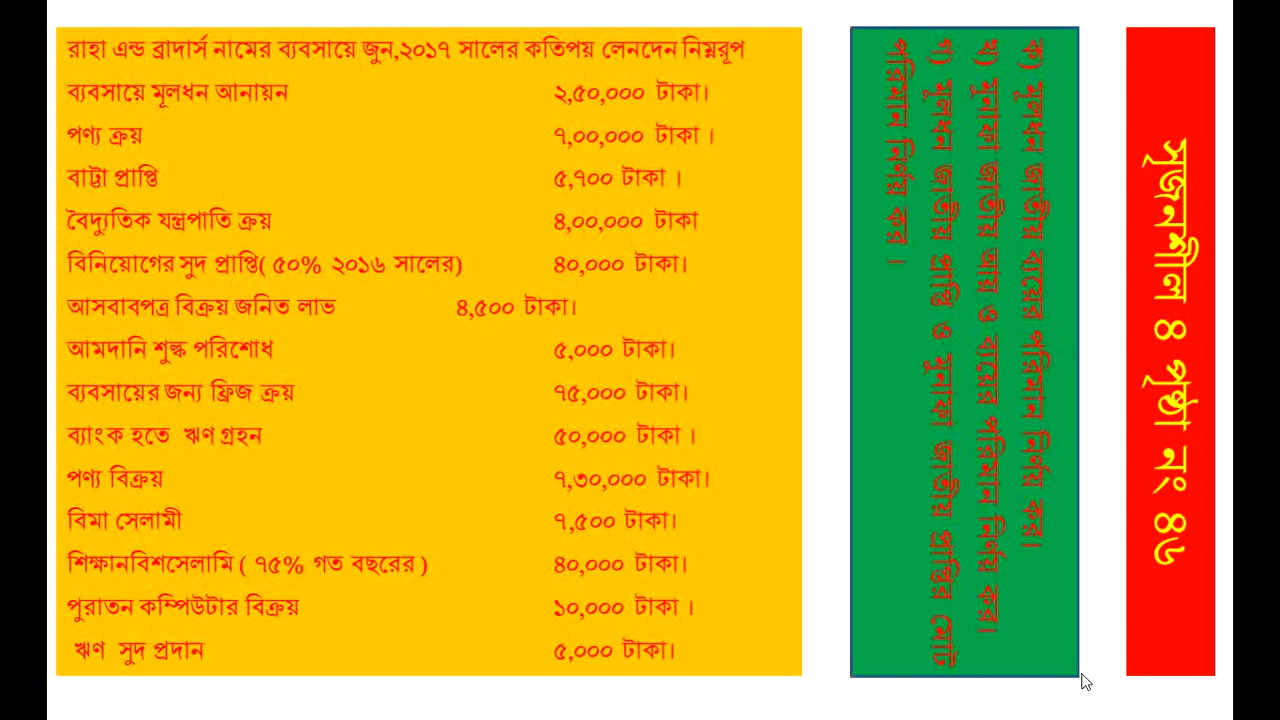 রাহা এন্ড ব্রাদার্স নামের ব্যবসায়ে জুন,২০১৭ সালের কতিপয় লেনদেন নিম্নরূপ
ব্যবসায়ে মূলধন আনায়ন ২,৫০,০০০ টাকা।
পণ্য ক্রয় ৭,০০,০০০ টাকা ।
বাট্টা প্রাপ্তি ৫,৭০০ টাকা ।
বৈদ্যুতিক যন্ত্রপাতি ক্রয় ৪,০০,০০০ টাকা
বিনিয়োগের সুদ প্রাপ্তি( ৫০% ২০১৬ সালের) ৪০,০০০ টাকা।
আসবাবপত্র বিক্রয় জনিত লাভ ৪,৫০০ টাকা।
আমদানি শুল্ক পরিশোধ ৫,০০০ টাকা।
ব্যবসায়ের জন্য ফ্রিজ ক্রয় ৭৫,০০০ টাকা।
ব্যাংক হতে ঋণ গ্রহন ৫০,০০০ টাকা ।
পণ্য বিক্রয় ৭,৩০,০০০ টাকা।
বিমা সেলামী ৭,৫০০ টাকা।
শিক্ষানবিশসেলামি ( ৭৫% গত বছরের ) ৪০,০০০ টাকা।
পুরাতন কম্পিউটার বিক্রয় ১০,০০০ টাকা ।
ঋণ সুদ প্রদান ৫,০০০ টাকা।
ক) মুলধন জাতীয় ব্যয়ের পরিমান নির্ণয় কর।
খ) মুনাফা জাতীয় আয় ও ব্যয়ের পরিমান নির্ণয় কর।
গ) মুলধন জাতীয় প্রাপ্তি ও মুনাফা জাতীয় প্রাপ্তির মোট
পরিমান নির্ণয় কর ।
সৃজনশীল ৪ পৃষ্ঠা নং ৪৬